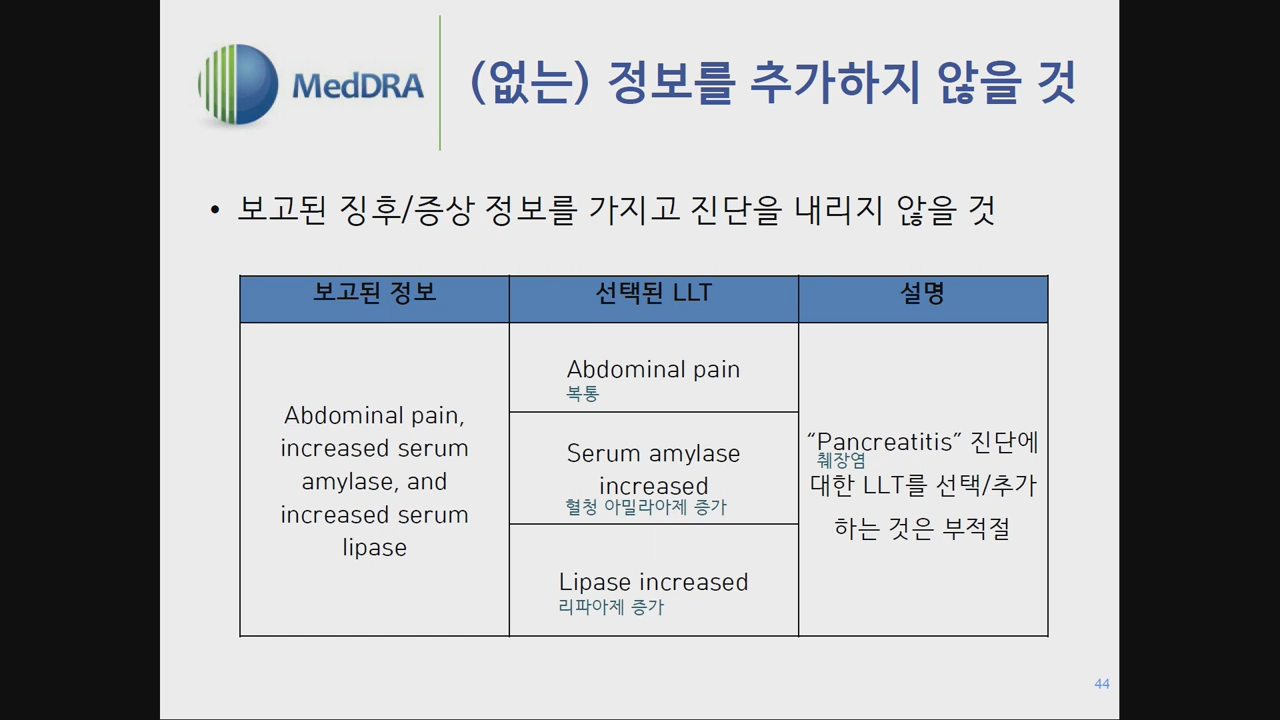 MedDRA
(없는) 정보를 추가하지 않을 것
• 보고된 징후/증상 정보를 가지고 진단을 내리지 않을 것
보고된 정보
선택된 LLT
설명
Abdominal pain,
increased serum
amylase, and
increased serum
lipase
Abdominal pain
복통
Serum amylase
increased
혈청 아밀라아제 증가
Lipase increased
리파아제 증가
“Pancreatitis” 진단에
췌장염
대한 LLT를 선택/추가
하는 것은 부적절
44